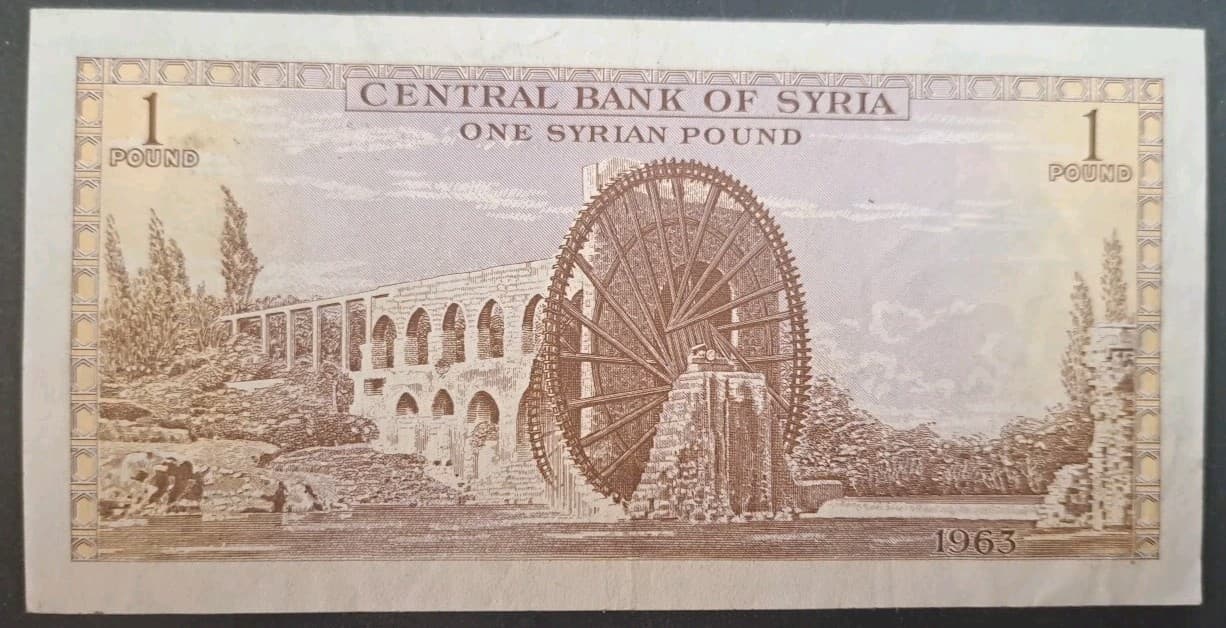 CENTRAL BANK OF SYRIA
ONE SYRIAN POUND
1
POUND
1
POUND
1963